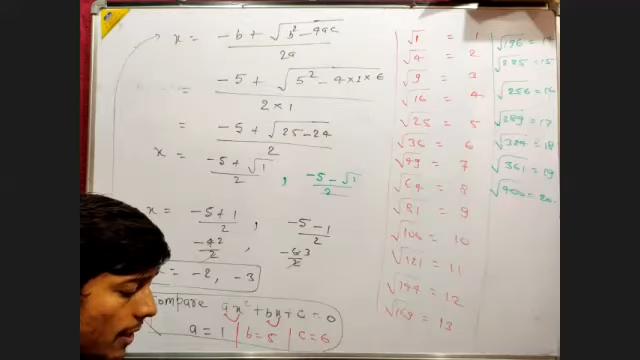 x = -b + √b² - 4ac / 2a
= -5 + √5² - 4×1×6 / 2×1
= -5 + √25-24 / 2
x = -5 + √1 / 2 , -5 - √1 / 2
x = -5+1 / 2 , -5-1 / 2
-4 2 / 2 -6 3 / 2
= -2, -3
Compare ax² + bx + c = 0
a = 1 | b = 5 | c = 6
√1 = 1
√4 = 2
√9 = 3
√16 = 4
√25 = 5
√36 = 6
√49 = 7
√64 = 8
√81 = 9
√100 = 10
√121 = 11
√144 = 12
√169 = 13
√196 = 14
√225 = 15
√256 = 16
√289 = 17
√324 = 18
√361 = 19
√400 = 20